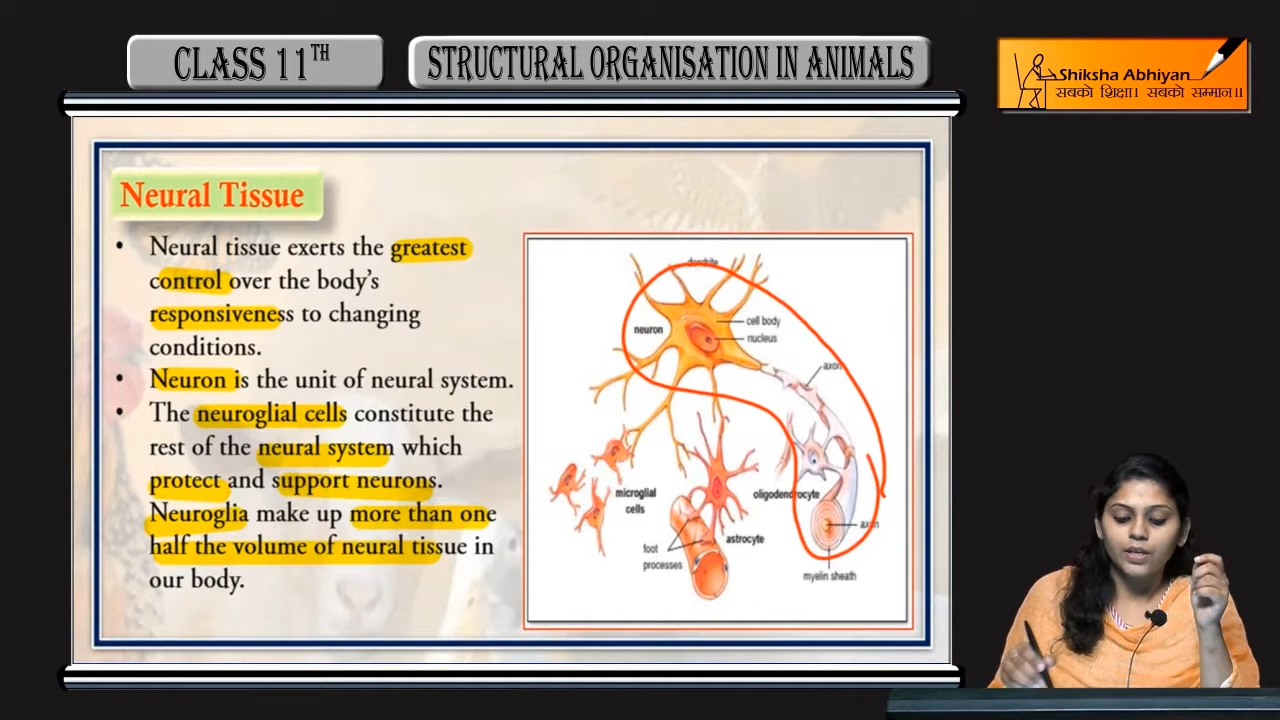 CLASS 11TH
STRUCTURAL ORGANISATION IN ANIMALS
Shiksha Abhiyan
सबको शिक्षा। सबको सम्मान।।
Neural Tissue
• Neural tissue exerts the greatest
control over the body's
responsiveness to changing
conditions.
• Neuron is the unit of neural system.
• The neuroglial cells constitute the
rest of the neural system which
protect and support neurons.
Neuroglia make up more than one
half the volume of neural tissue in
our body.
dendrite
neuron
cell body
nucleus
axon
microglial
cells
oligodendrocyte
axon
astrocyte
foot
processes
myelin sheath